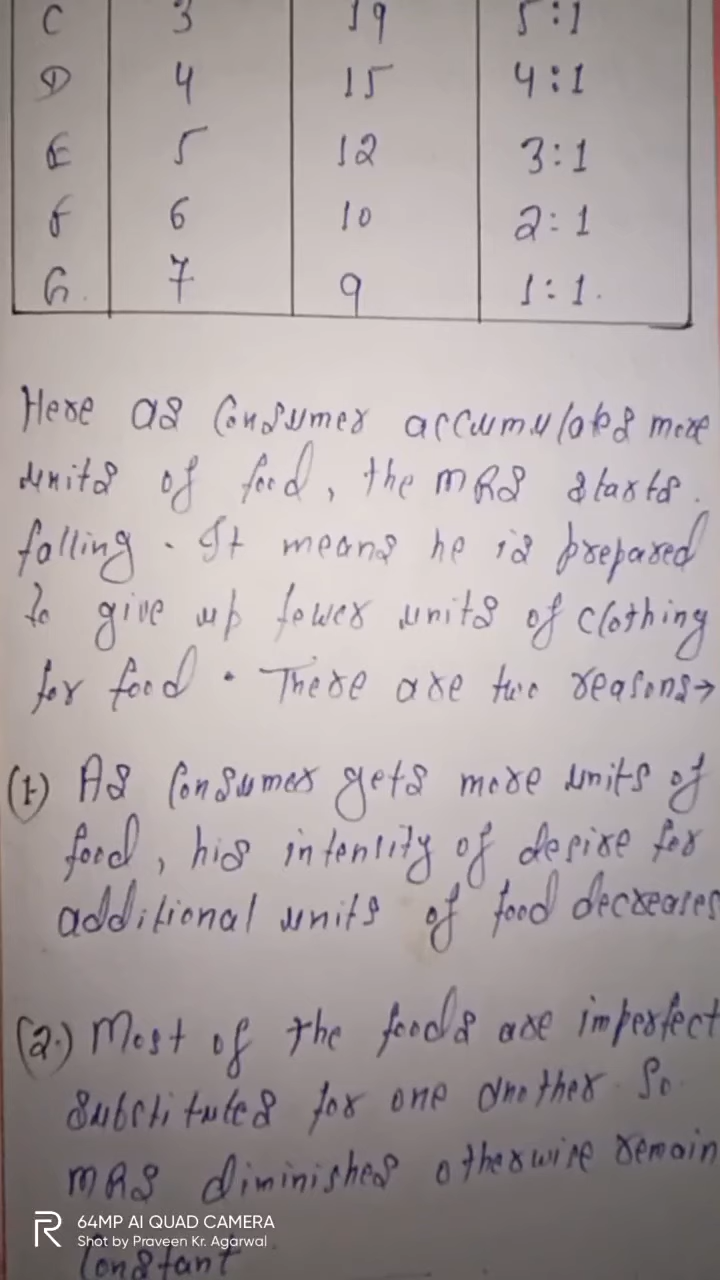 C 3 19 5:1
D 4 15 4:1
E 5 12 3:1
F 6 10 2:1
G. 7 9 1:1.
Here as Consumer accumulates more
units of food, the MRS starts.
falling. It means he is prepared
to give up fewer units of clothing
for food. There are two reasons→
(1) As Consumer gets more units of
food, his intensity of desire for
additional units of food decreases
(2.) Most of the foods are imperfect
substitutes for one another. So
MRS diminishes otherwise remain
Constant
64MP AI QUAD CAMERA
Shot by Praveen Kr. Agarwal